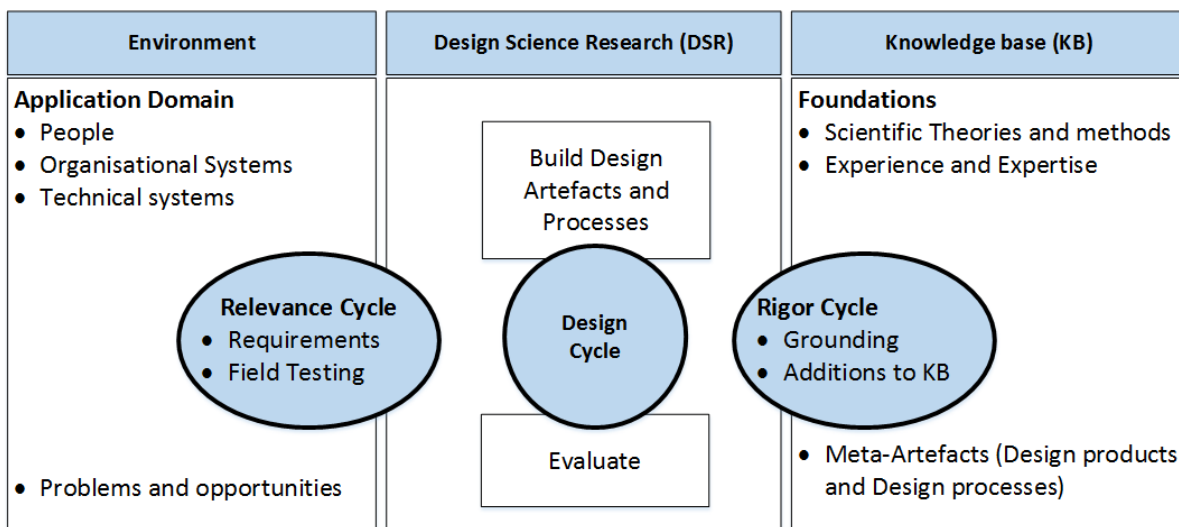 Environment
Design Science Research (DSR)
Knowledge base (KB)
Application Domain
• People
• Organisational Systems
• Technical systems
Relevance Cycle
• Requirements
• Field Testing
• Problems and opportunities
Build Design
Artefacts and
Processes
Design
Cycle
Evaluate
Foundations
• Scientific Theories and methods
• Experience and Expertise
Rigor Cycle
• Grounding
• Additions to KB
• Meta-Artefacts (Design products
and Design processes)